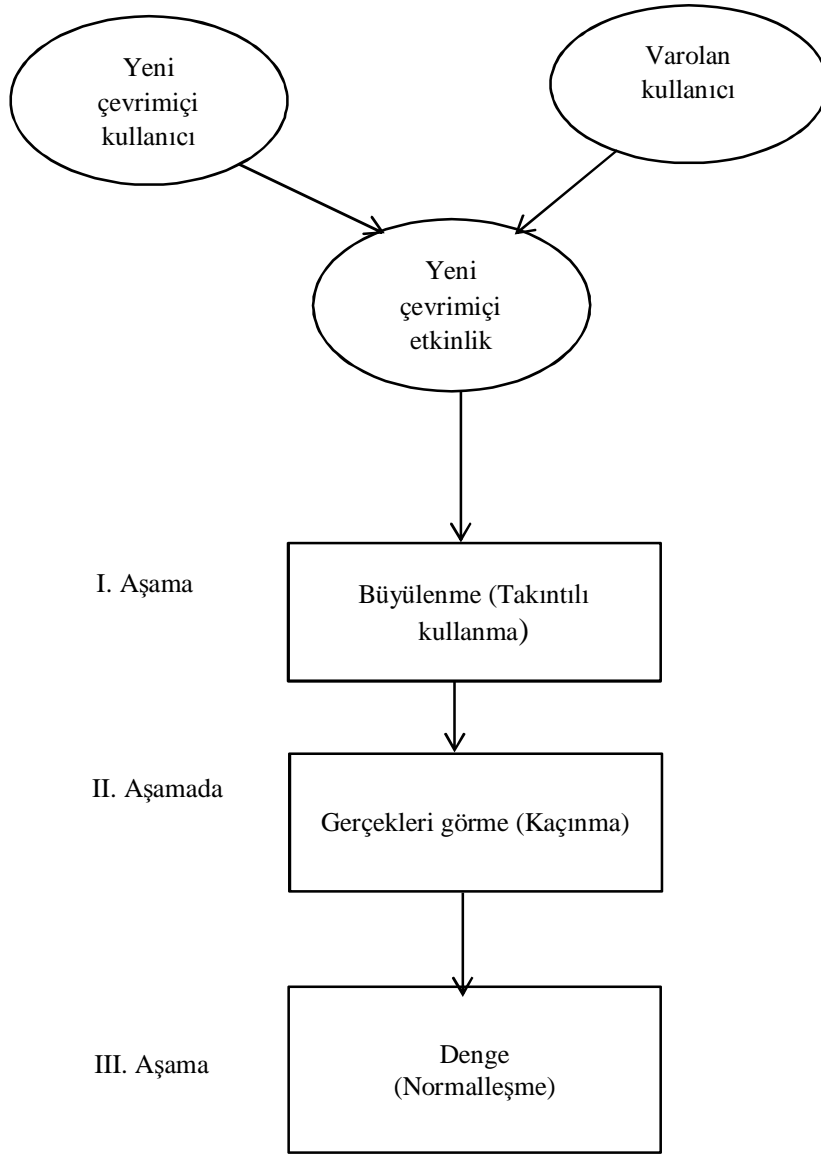 Yeni
çevrimiçi
kullanıcı
Varolan
kullanıcı
Yeni
çevrimiçi
etkinlik
I. Aşama
Büyülenme (Takıntılı
kullanma)
II. Aşamada
Gerçekleri görme (Kaçınma)
III. Aşama
Denge
(Normalleşme)